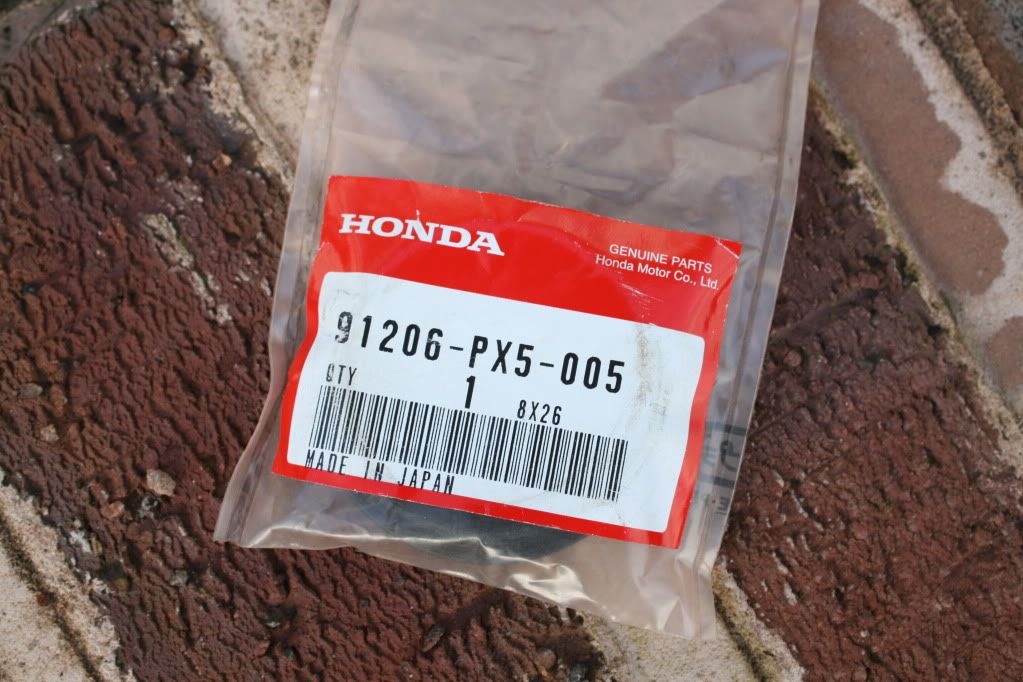 HONDA
GENUINE PARTS
Honda Motor Co., Ltd.
91206-PX5-005
QTY 1 8X26
MADE IN JAPAN